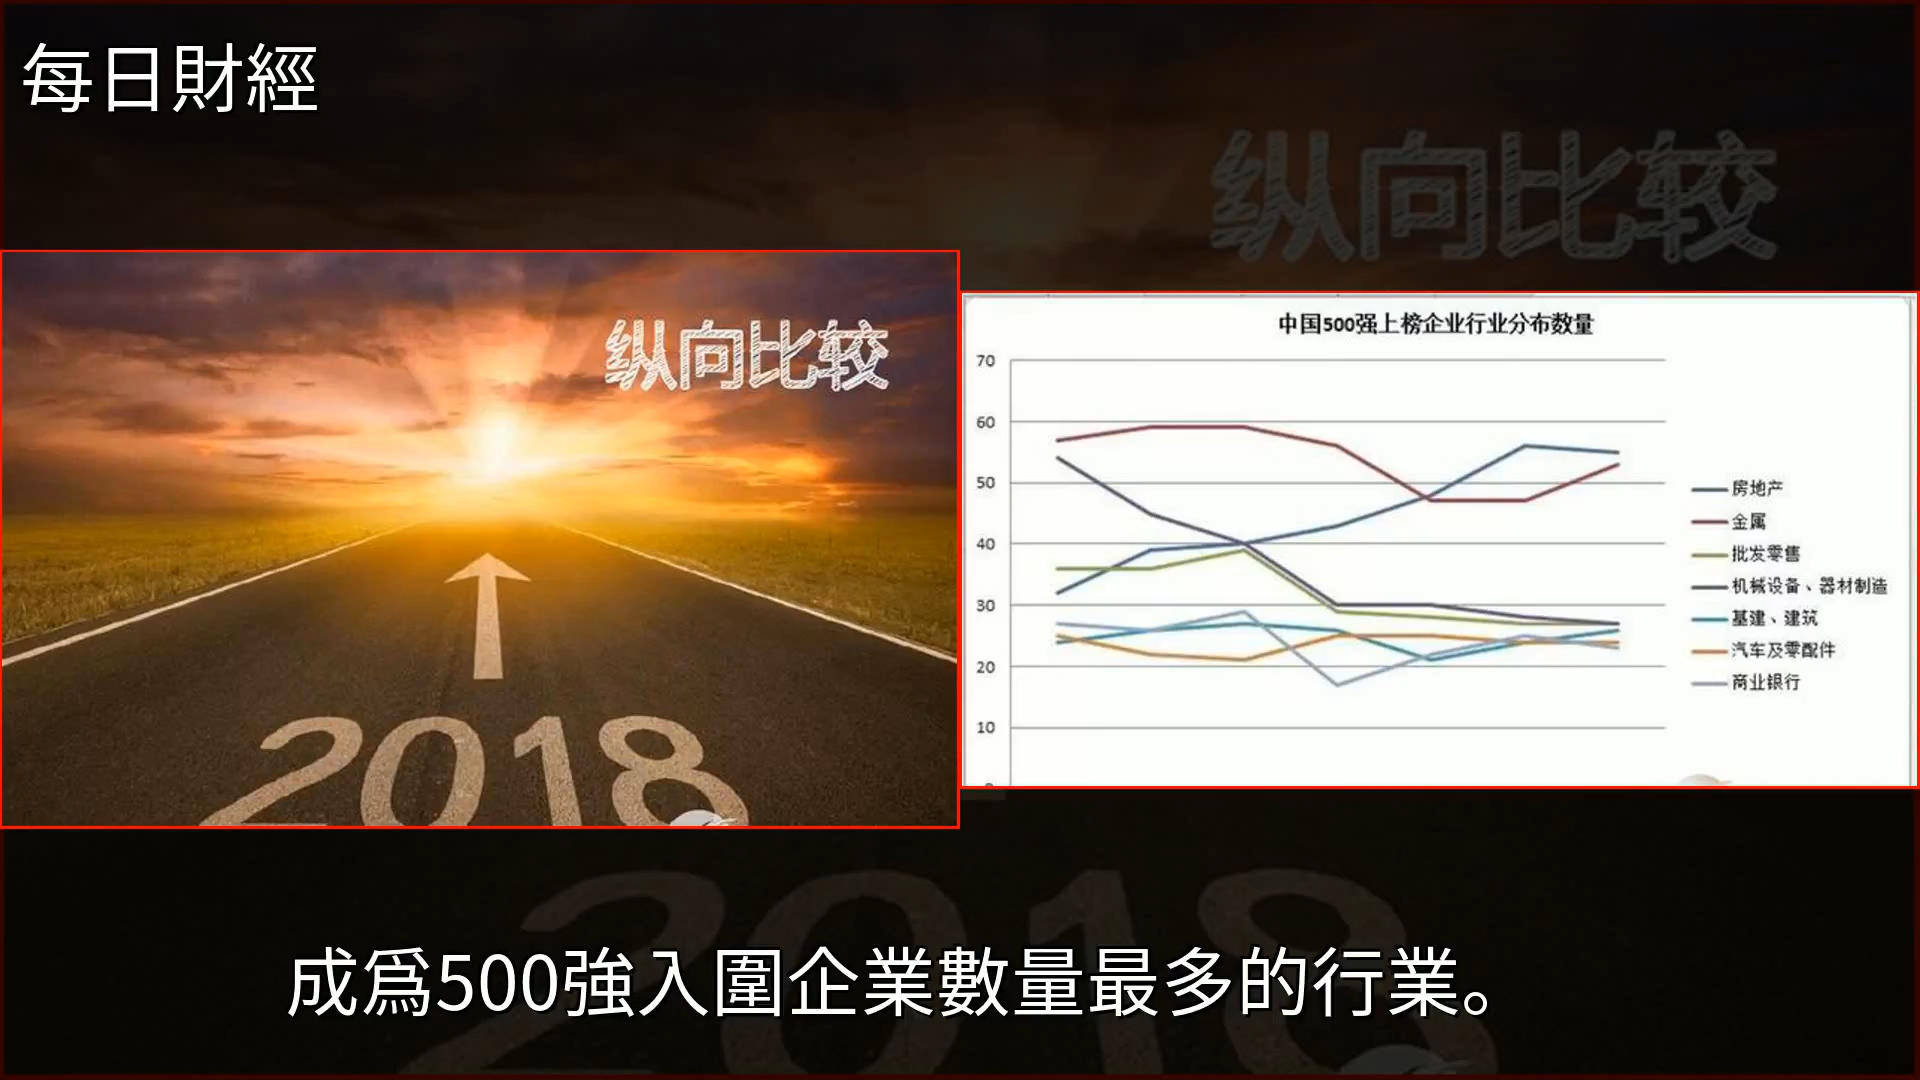 每日財經
纵向比较
纵向比较
2018
中国500强上榜企业行业分布数量
70
60
50
40
30
20
10
房地产
金属
批发零售
机械设备、器材制造
基建、建筑
汽车及零配件
商业银行
2018
成爲500強入圍企業數量最多的行業。